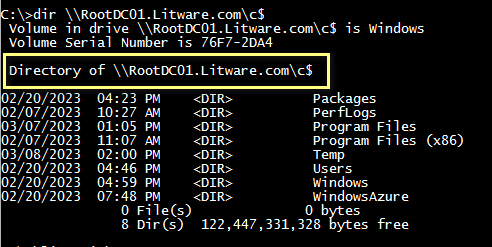 C:\>dir \\RootDC01.Litware.com\c$
Volume in drive \\RootDC01.Litware.com\c$ is Windows
Volume Serial Number is 76F7-2DA4
Directory of \\RootDC01.Litware.com\c$
02/20/2023 04:23 PM <DIR> Packages
02/07/2023 10:27 AM <DIR> PerfLogs
03/07/2023 01:05 PM <DIR> Program Files
02/07/2023 11:07 AM <DIR> Program Files (x86)
03/08/2023 02:00 PM <DIR> Temp
02/20/2023 04:46 PM <DIR> Users
02/20/2023 04:59 PM <DIR> Windows
02/20/2023 07:48 PM <DIR> WindowsAzure
0 File(s) 0 bytes
8 Dir(s) 122,447,331,328 bytes free